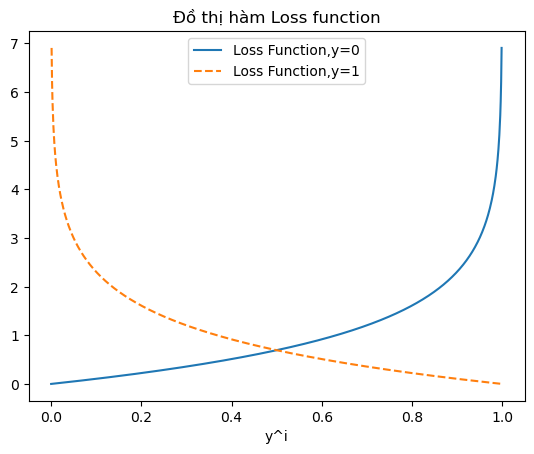 Đồ thị hàm Loss function
Loss Function,y=0
Loss Function,y=1
7
6
5
4
3
2
1
0
0.0 0.2 0.4 0.6 0.8 1.0
y^i